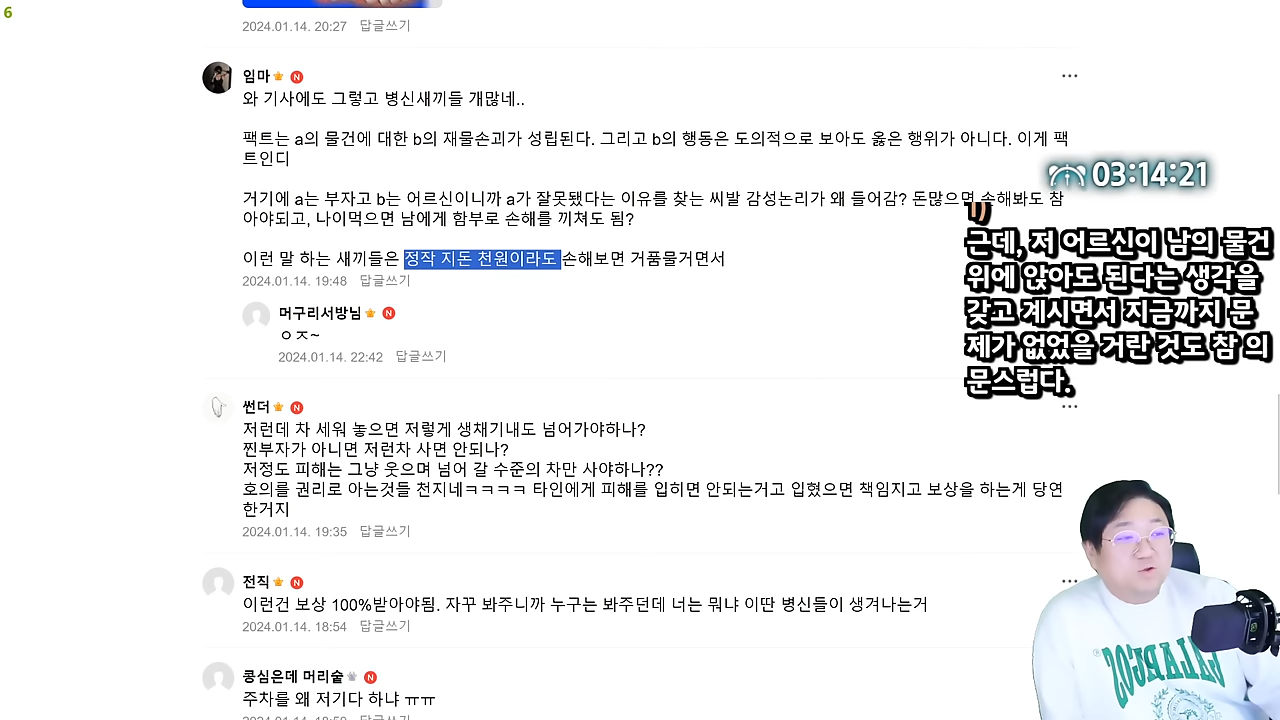 6
2024.01.14. 20:27 답글쓰기
임마
와 기사에도 그렇고 병신새끼들 개많네..
팩트는 a의 물건에 대한 b의 재물손괴가 성립된다. 그리고 b의 행동은 도의적으로 보아도 옳은 행위가 아니다. 이게 팩
트인디
거기에 a는 부자고 b는 어르신이니까 a가 잘못됐다는 이유를 찾는 씨발 감성논리가 왜 들어감? 돈많으면 손해봐도 참
아야되고, 나이먹으면 남에게 함부로 손해를 끼쳐도 됨?
이런 말 하는 새끼들은 정작 지돈 천원이라도 손해보면 거품물거면서
2024.01.14. 19:48 답글쓰기
머구리서방님
ㅇㅈ~
2024.01.14. 22:42 답글쓰기
썬더
저런데 차 세워 놓으면 저렇게 생채기내도 넘어가야하나?
찐부자가 아니면 저런차 사면 안되나?
저정도 피해는 그냥 웃으며 넘어 갈 수준의 차만 사야하나??
호의를 권리로 아는것들 천지네ㅋㅋㅋㅋ 타인에게 피해를 입히면 안되는거고 입혔으면 책임지고 보상을 하는게 당연
한거지
2024.01.14. 19:35 답글쓰기
전직
이런건 보상 100%받아야됨. 자꾸 봐주니까 누구는 봐주던데 너는 뭐냐 이딴 병신들이 생겨나는거
2024.01.14. 18:54 답글쓰기
콩심은데 머리숱
주차를 왜 저기다 하냐 ㅠㅠ
2024.01.14. 18:50 답글쓰기
03:14:21
근데, 저 어르신이 남의 물건
위에 앉아도 된다는 생각을
갖고 계시면서 지금까지 문
제가 없었을 거란 것도 참 의
문스럽다.